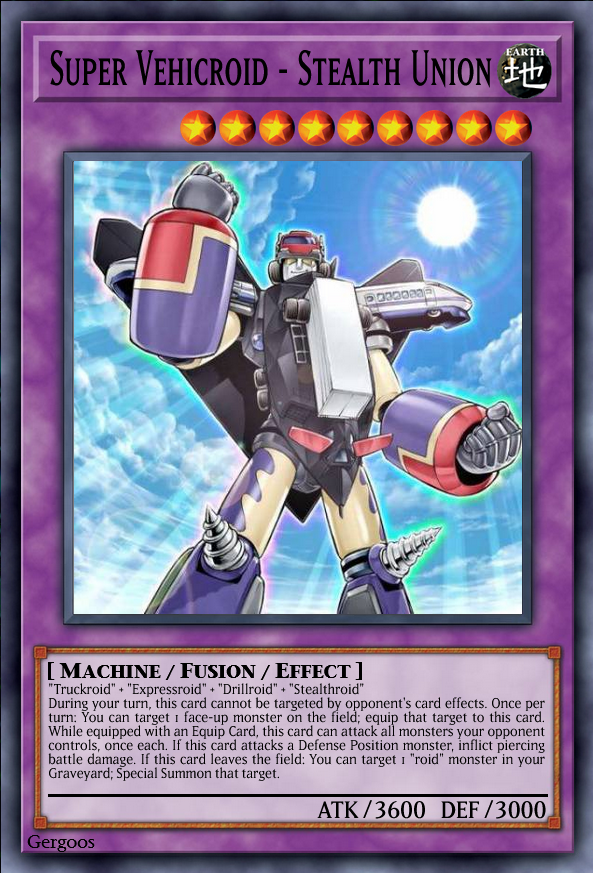 Super Vehicroid - Stealth Union
EARTH
地
[ Machine / Fusion / Effect ]
"Truckroid" + "Expressroid" + "Drillroid" + "Stealthroid"
During your turn, this card cannot be targeted by opponent's card effects. Once per
turn: You can target 1 face-up monster on the field; equip that target to this card.
While equipped with an Equip Card, this card can attack all monsters your opponent
controls, once each. If this card attacks a Defense Position monster, inflict piercing
battle damage. If this card leaves the field: You can target 1 "roid" monster in your
Graveyard; Special Summon that target.
ATK/3600 DEF/3000
Gergoos